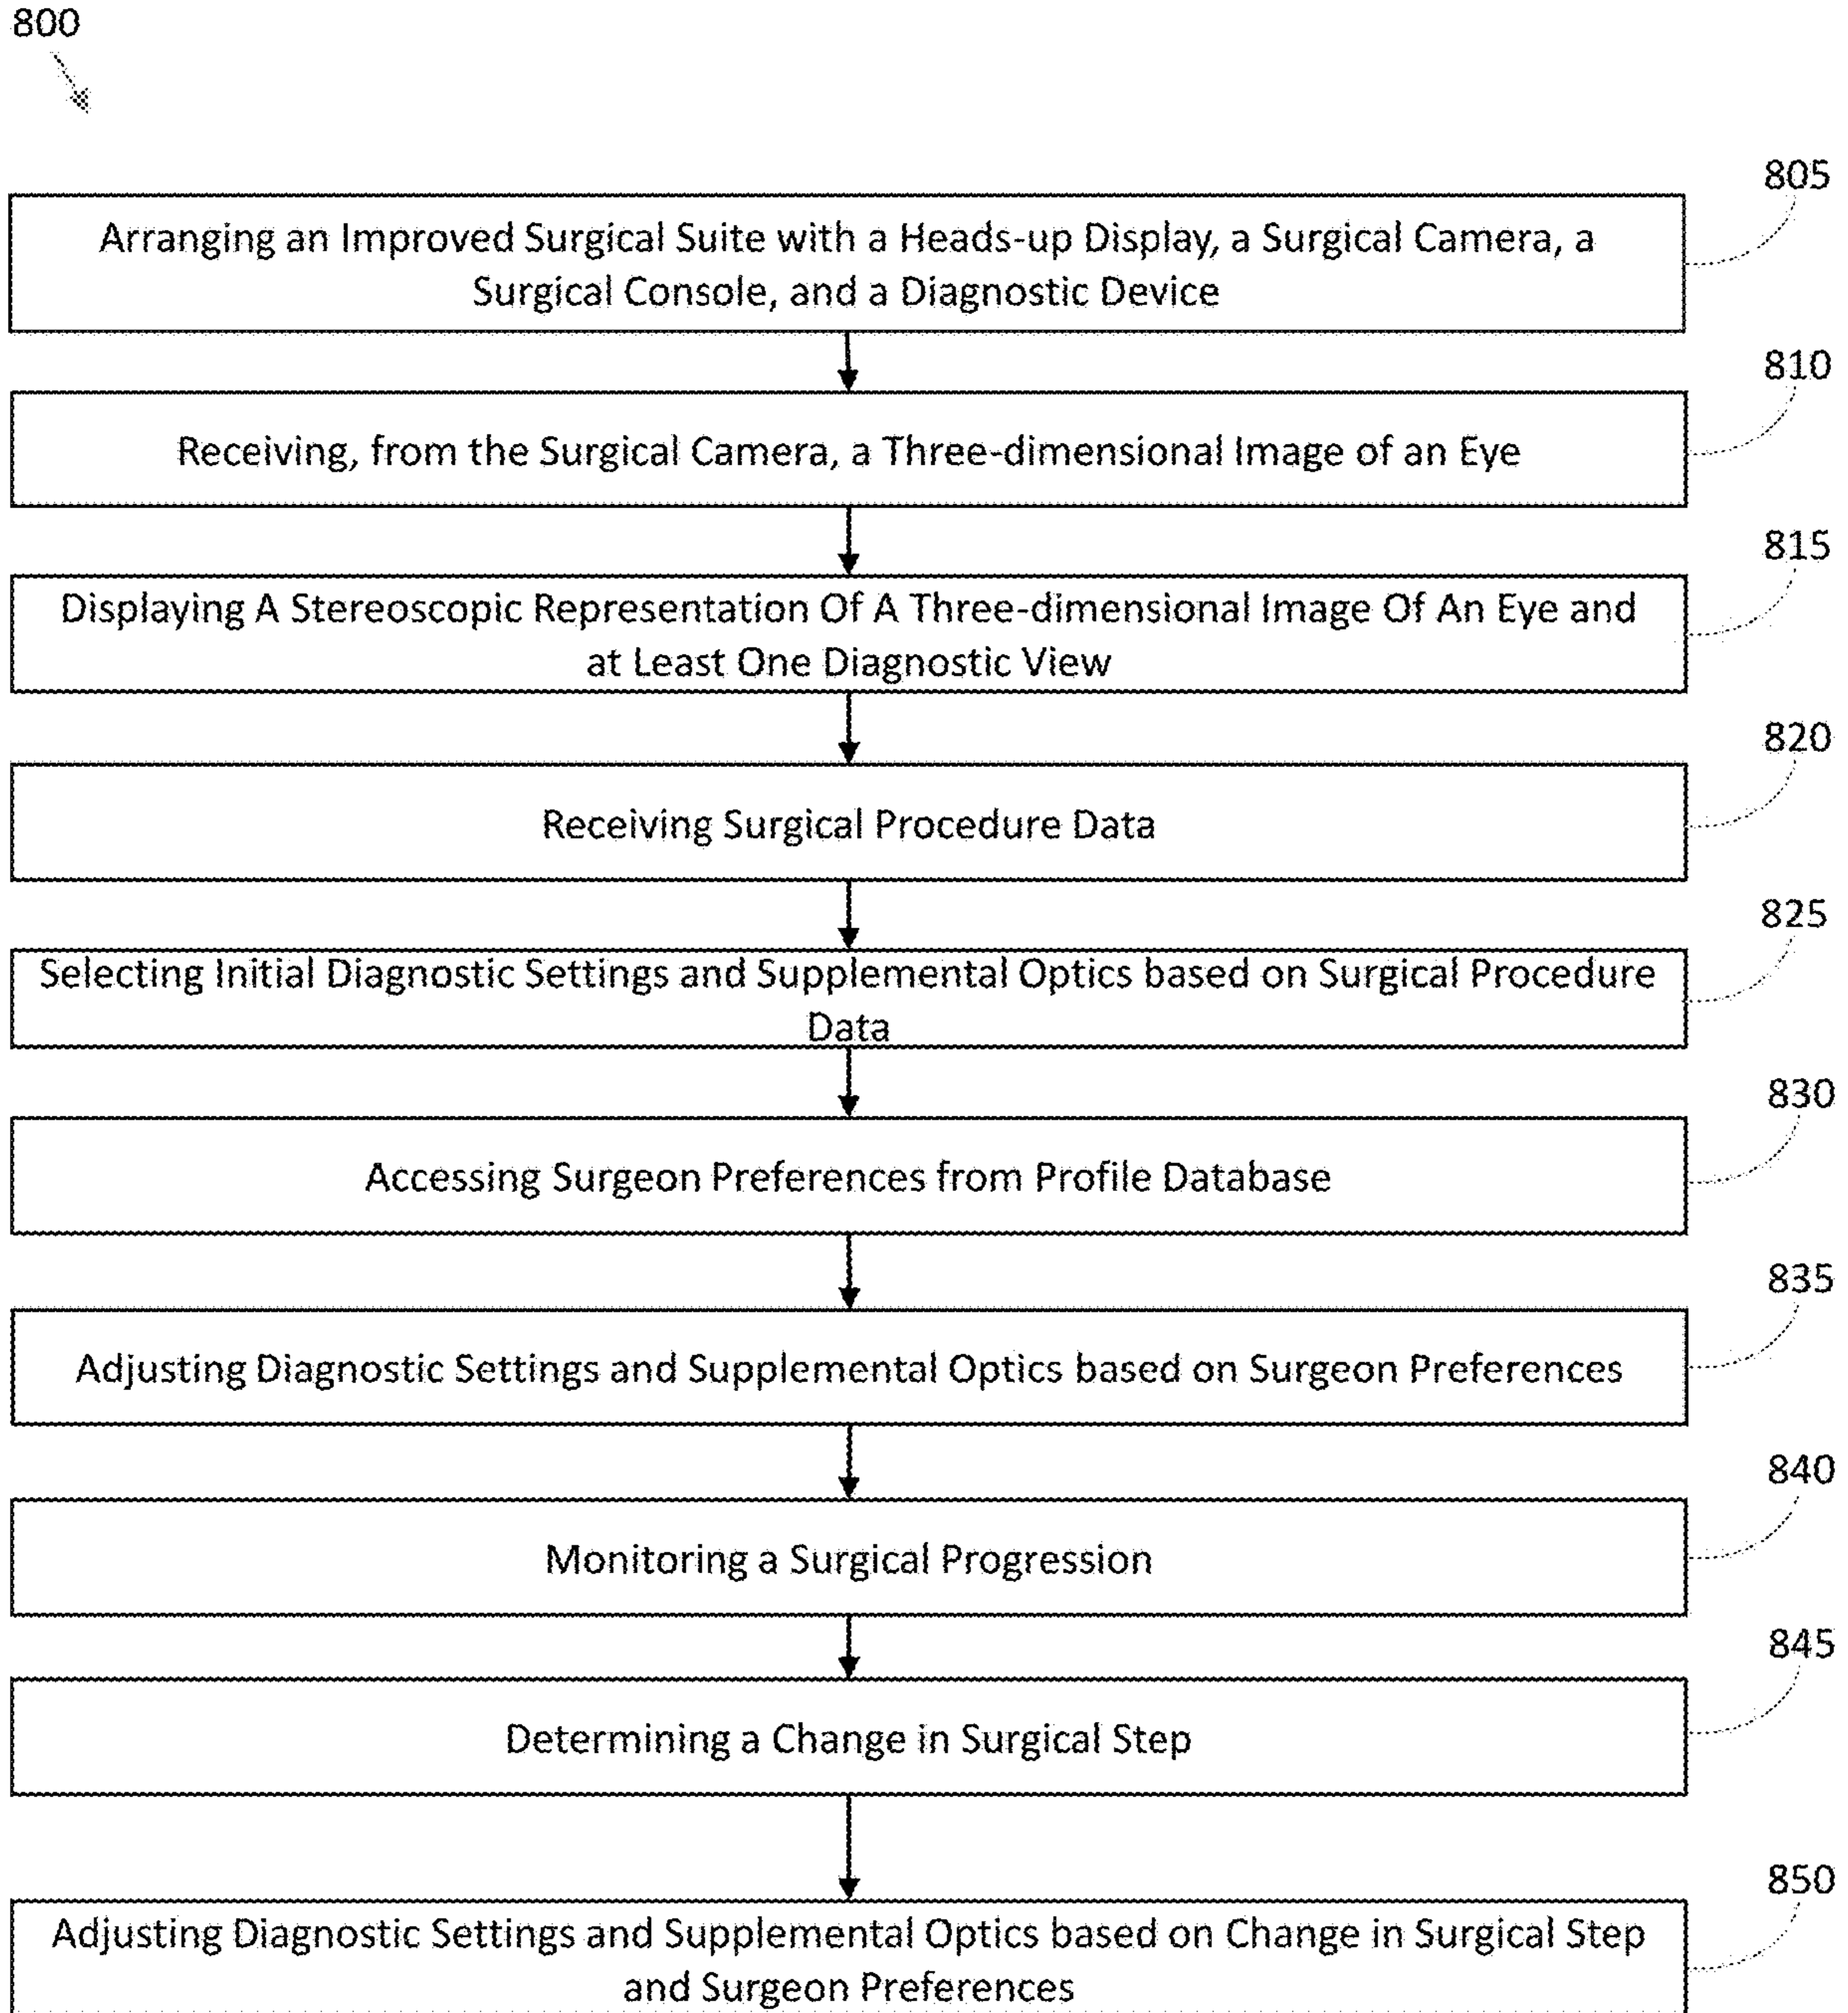 800
805
Arranging an Improved Surgical Suite with a Heads-up Display, a Surgical Camera, a
Surgical Console, and a Diagnostic Device
810
Receiving, from the Surgical Camera, a Three-dimensional Image of an Eye
815
Displaying A Stereoscopic Representation Of A Three-dimensional Image Of An Eye and
at Least One Diagnostic View
820
Receiving Surgical Procedure Data
825
Selecting Initial Diagnostic Settings and Supplemental Optics based on Surgical Procedure
Data
830
Accessing Surgeon Preferences from Profile Database
835
Adjusting Diagnostic Settings and Supplemental Optics based on Surgeon Preferences
840
Monitoring a Surgical Progression
845
Determining a Change in Surgical Step
850
Adjusting Diagnostic Settings and Supplemental Optics based on Change in Surgical Step
and Surgeon Preferences